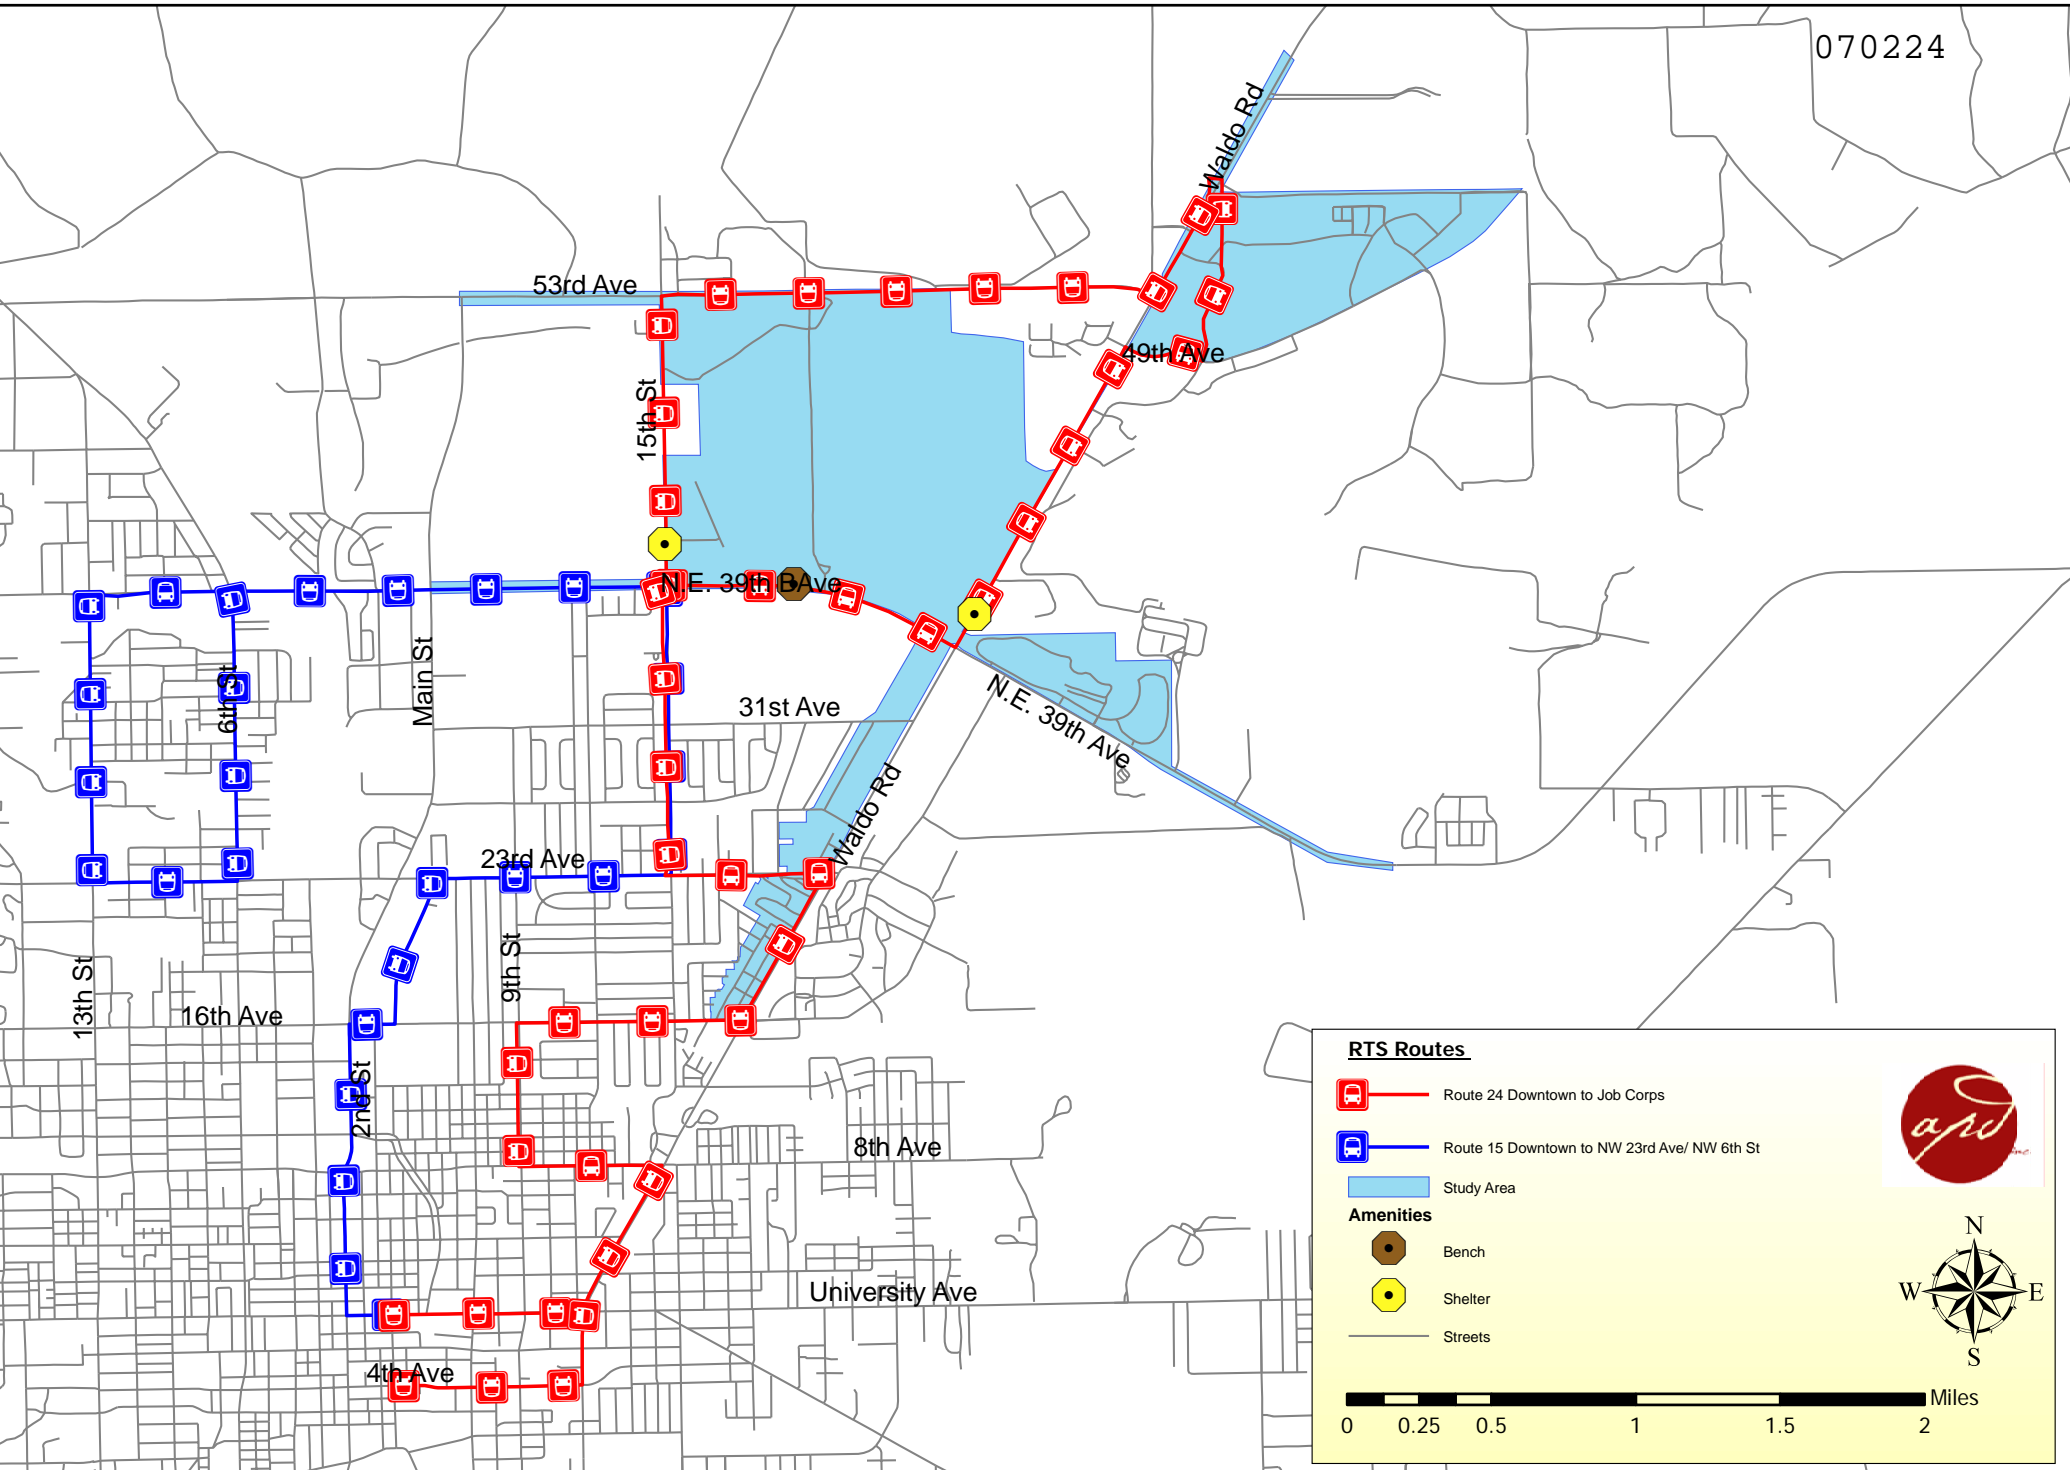 070224
Waldo Rd
53rd Ave
49th Ave
15th St
N.E. 39th BAve
Main St
6th St
31st Ave
N.E. 39th Ave
Waldo Rd
23rd Ave
9th St
13th St
16th Ave
2nd St
8th Ave
University Ave
4th Ave
RTS Routes
Route 24 Downtown to Job Corps
Route 15 Downtown to NW 23rd Ave/ NW 6th St
Study Area
Amenities
Bench
Shelter
Streets
apd
inc.
N
W E
S
Miles
0 0.25 0.5 1 1.5 2